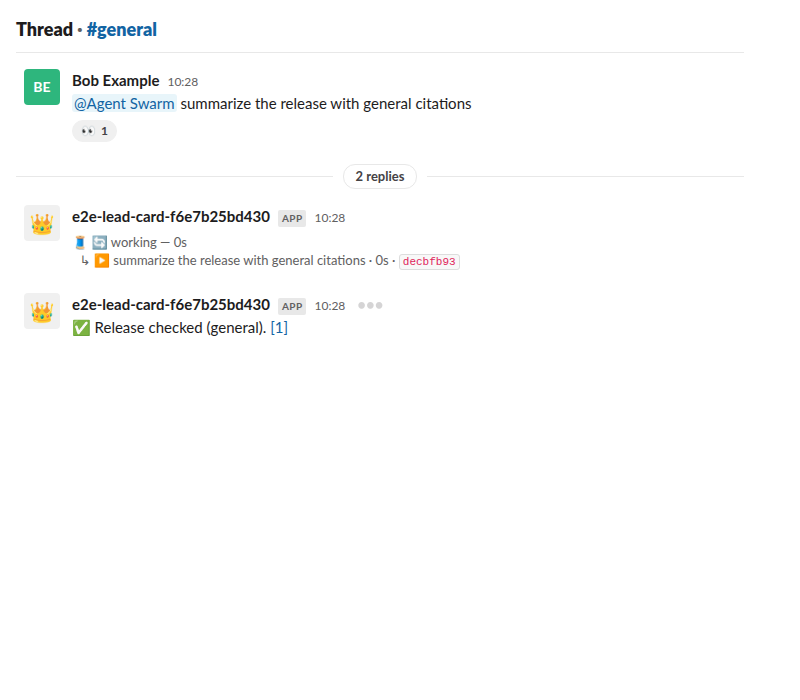 Thread • #general
BE
Bob Example 10:28
@Agent Swarm summarize the release with general citations
👀 1
2 replies
e2e-lead-card-f6e7b25bd430 APP 10:28
🧵 🔄 working — 0s
↳ ▶️ summarize the release with general citations · 0s · decbfb93
e2e-lead-card-f6e7b25bd430 APP 10:28
✅ Release checked (general). [1]